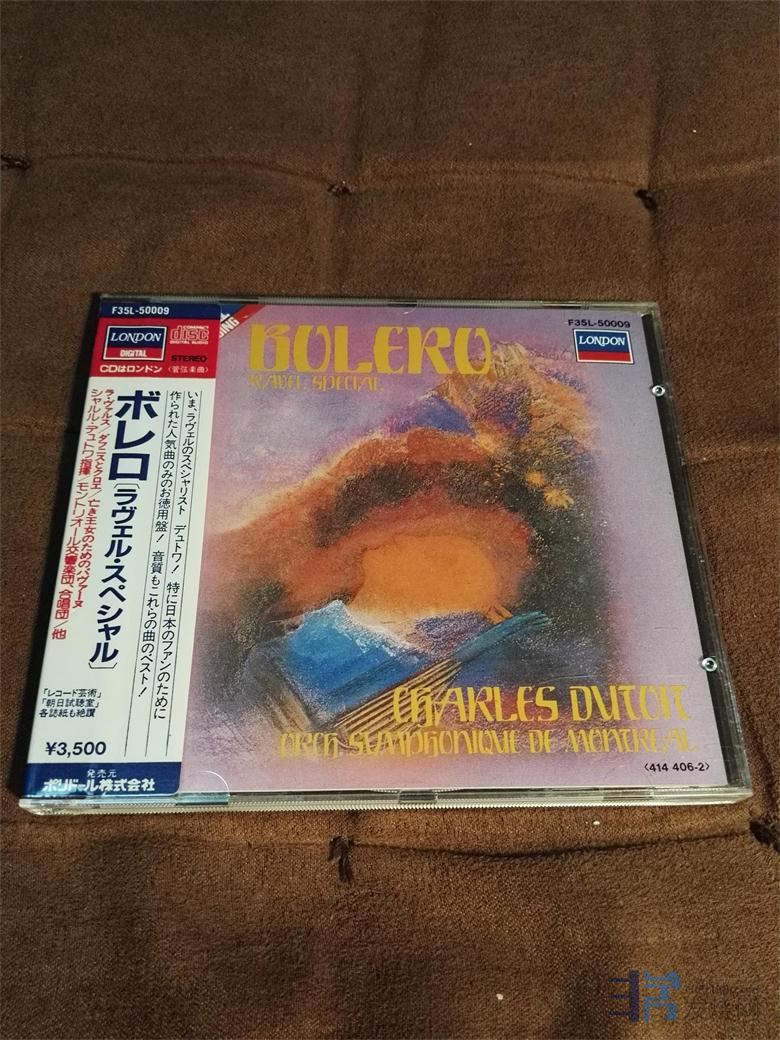 F35L-50009
LONDON
DIGITAL
COMPACT
disc
DIGITAL AUDIO
STEREO
CDはロンドン〈管弦楽曲〉
ボレロ〔ラヴェル・スペシャル〕
ラ・ヴァルス/ダフニスとクロエ/亡き王女のためのパヴァーヌ
シャルル・デュトワ指揮/モントリオール交響楽団、合唱団/他
いま、ラヴェルのスペシャリスト デュトワ! 特に日本のファンのために
作られた人気曲のみのお徳用盤! 音質もこれらの曲のベスト!
「レコード芸術」
「朝日試聴室」
各誌紙も絶讃
¥3,500
発売元
ポリドール株式会社
BOLERO
RAVEL SPECIAL
F35L-50009
LONDON
CHARLES DUTOIT
ORCH. SYMPHONIQUE DE MONTREAL
〈414 406-2〉